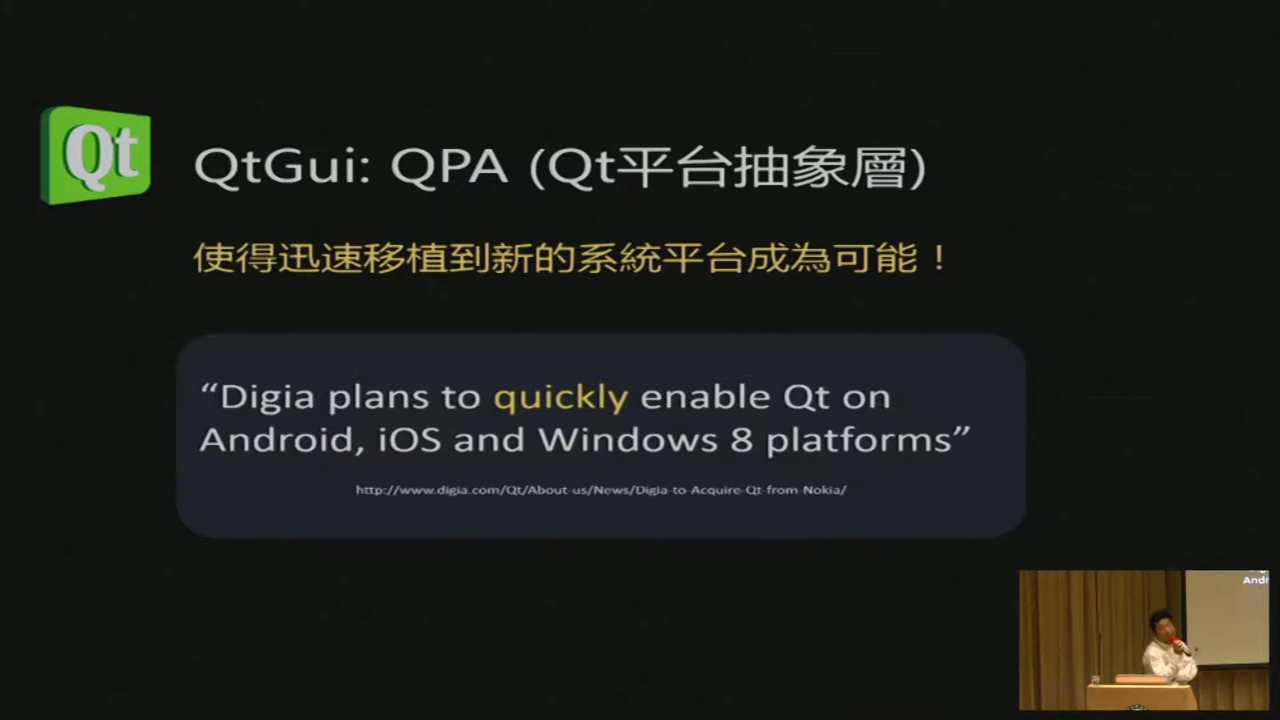 Qt
QtGui: QPA (Qt平台抽象層)
使得迅速移植到新的系統平台成為可能！
“Digia plans to quickly enable Qt on
Android, iOS and Windows 8 platforms”
http://www.digia.com/Qt/About-us/News/Digia-to-Acquire-Qt-from-Nokia/
Andr